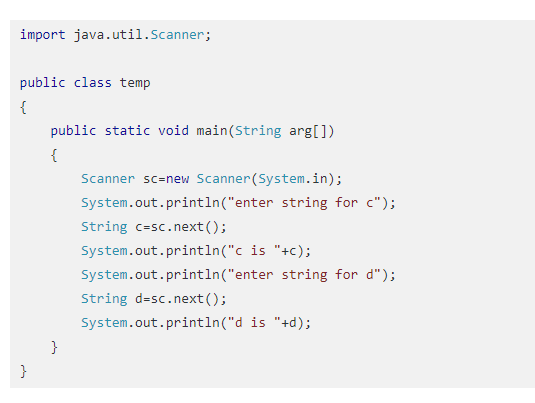 import java.util.Scanner;
public class temp
{
    public static void main(String arg[])
    {
        Scanner sc=new Scanner(System.in);
        System.out.println("enter string for c");
        String c=sc.next();
        System.out.println("c is "+c);
        System.out.println("enter string for d");
        String d=sc.next();
        System.out.println("d is "+d);
    }
}